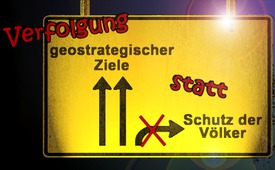 Verfolgung
geostrategischer
Ziele
statt
Schutz der
Völker